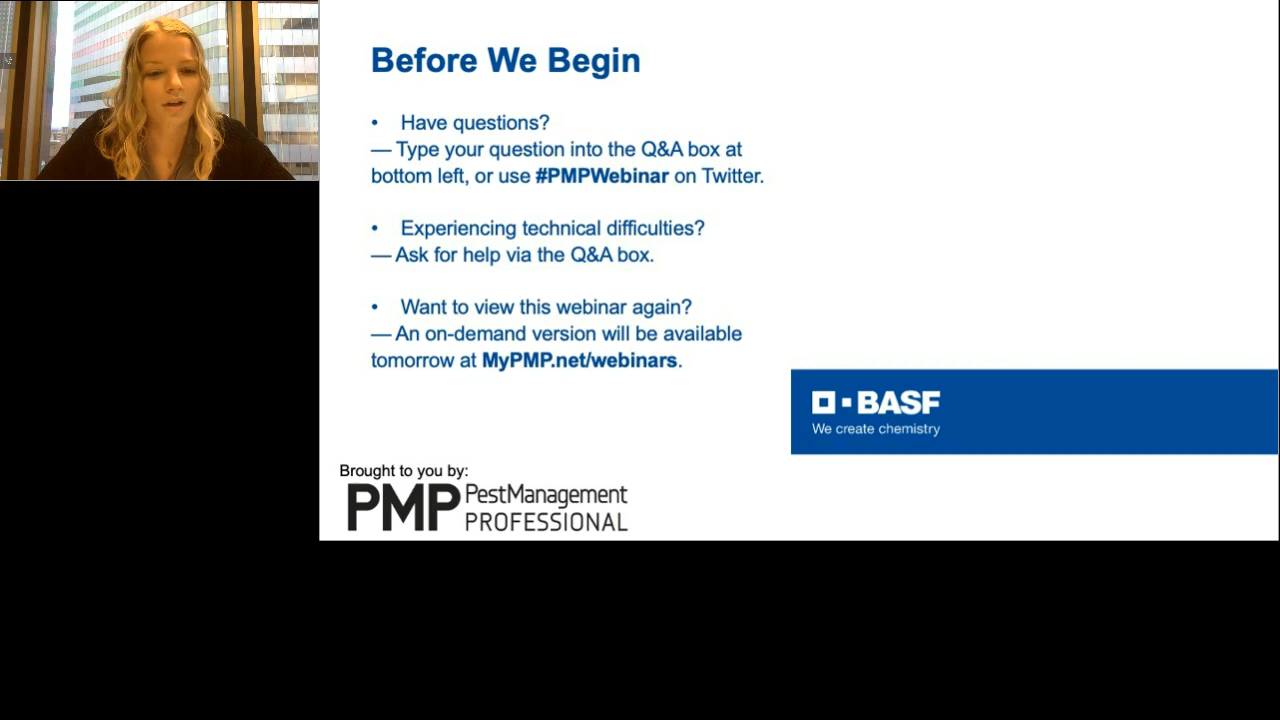 Before We Begin
• Have questions?
— Type your question into the Q&A box at
bottom left, or use #PMPWebinar on Twitter.
• Experiencing technical difficulties?
— Ask for help via the Q&A box.
• Want to view this webinar again?
— An on-demand version will be available
tomorrow at MyPMP.net/webinars.
BASF
We create chemistry
Brought to you by:
PMP PestManagement
PROFESSIONAL